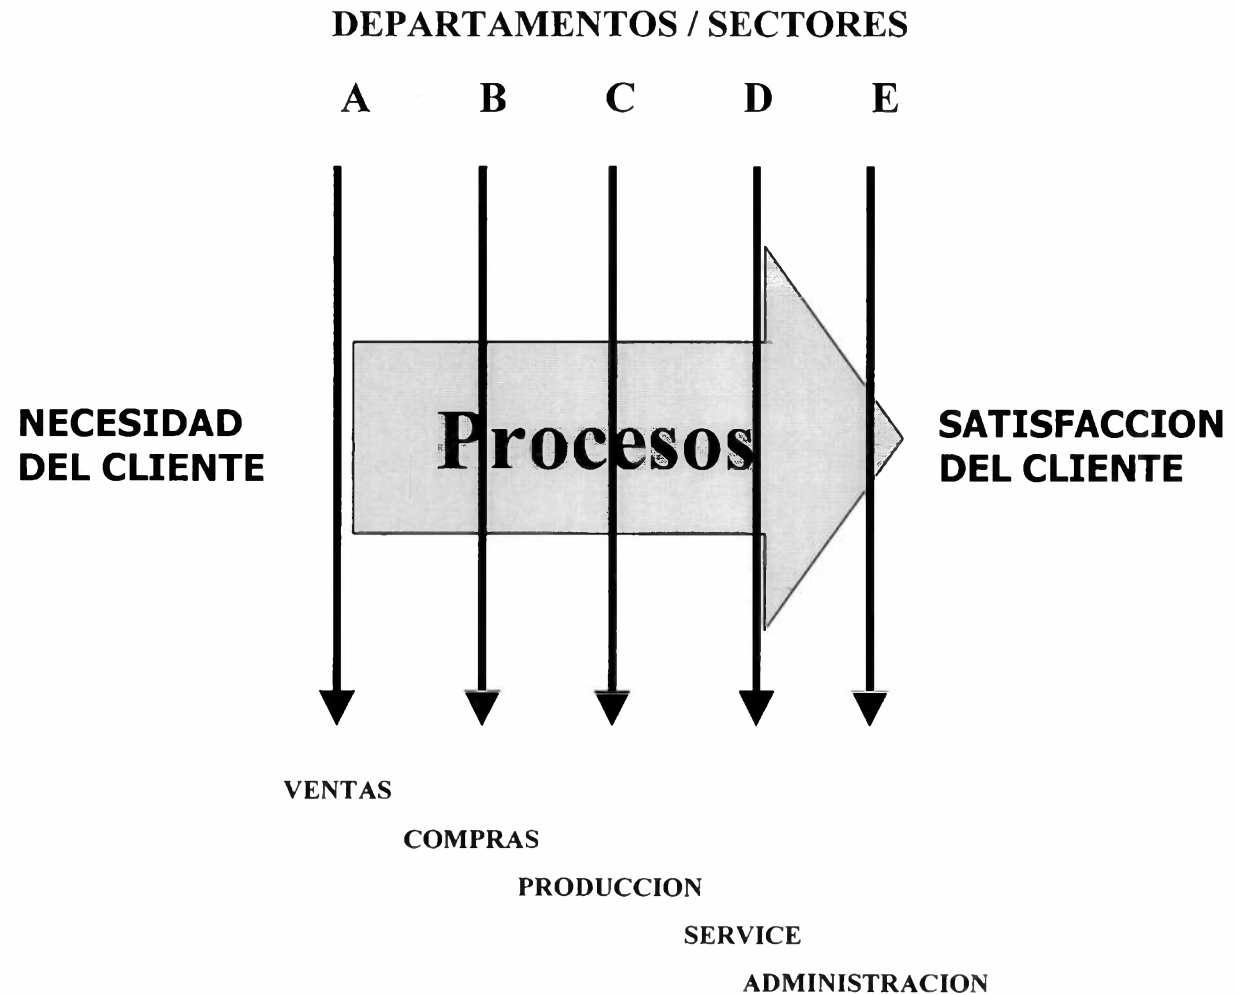 DEPARTAMENTOS / SECTORES
A B C D E
NECESIDAD
DEL CLIENTE
Procesos
SATISFACCION
DEL CLIENTE
VENTAS
COMPRAS
PRODUCCION
SERVICE
ADMINISTRACION